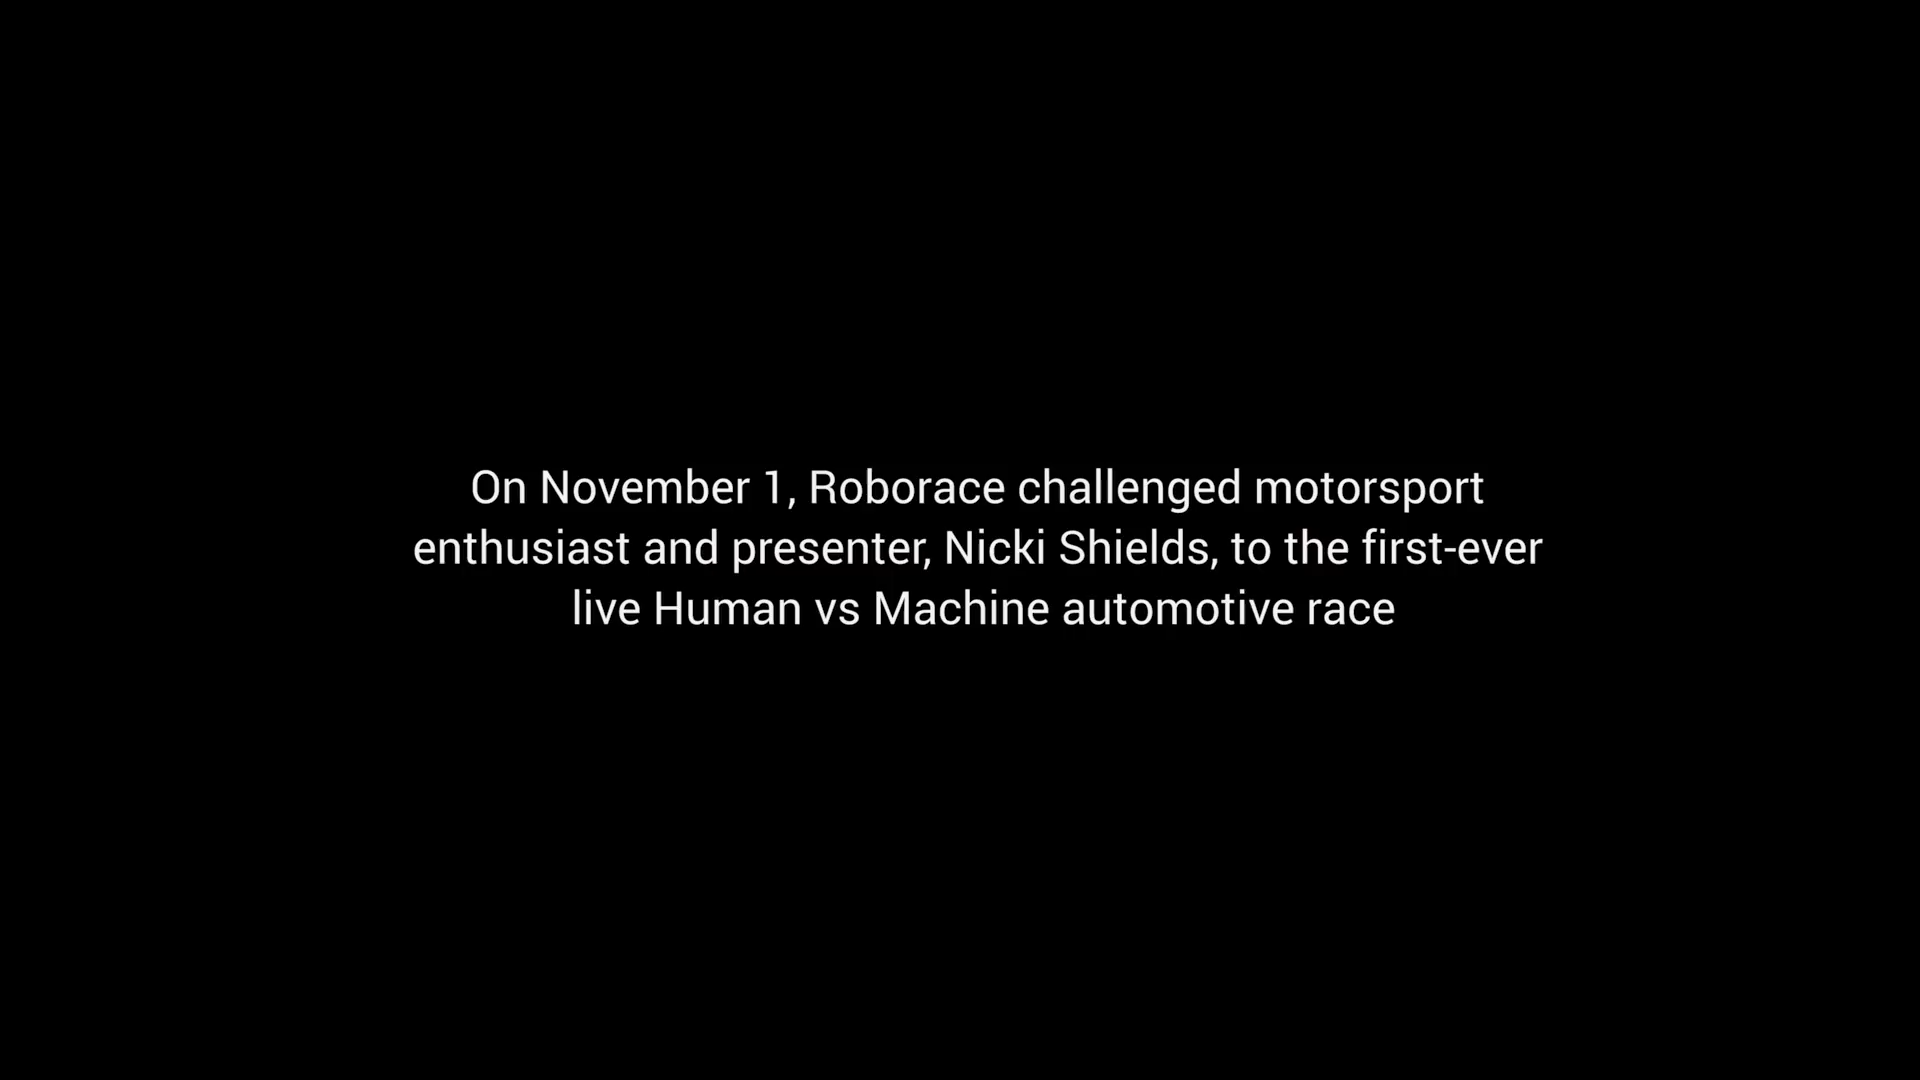 On November 1, Roborace challenged motorsport
enthusiast and presenter, Nicki Shields, to the first-ever
live Human vs Machine automotive race